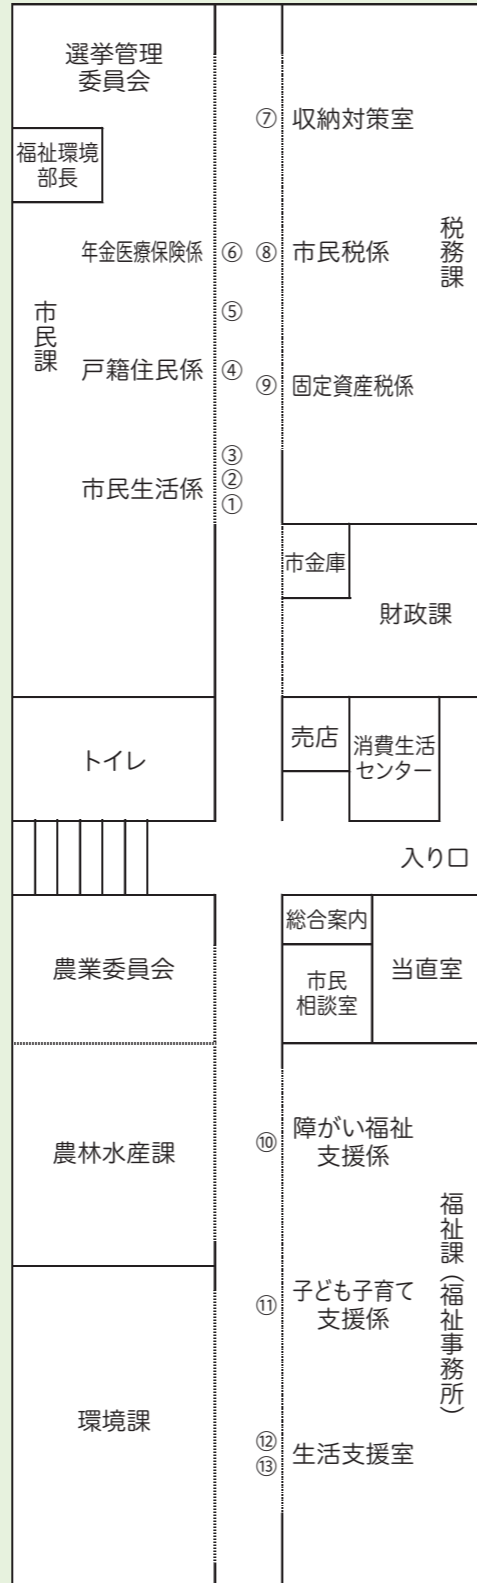 選挙管理
委員会
福祉環境
部長
年金医療保険係
⑥
⑤
市民課
戸籍住民係
④
市民生活係
③
②
①
⑦
収納対策室
⑧
市民税係
税務課
⑨
固定資産税係
市金庫
財政課
トイレ
売店
消費生活
センター
入り口
総合案内
市民
相談室
当直室
農業委員会
農林水産課
環境課
⑩
障がい福祉
支援係
⑪
子ども子育て
支援係
福祉課(福祉事務所)
⑫
⑬
生活支援室